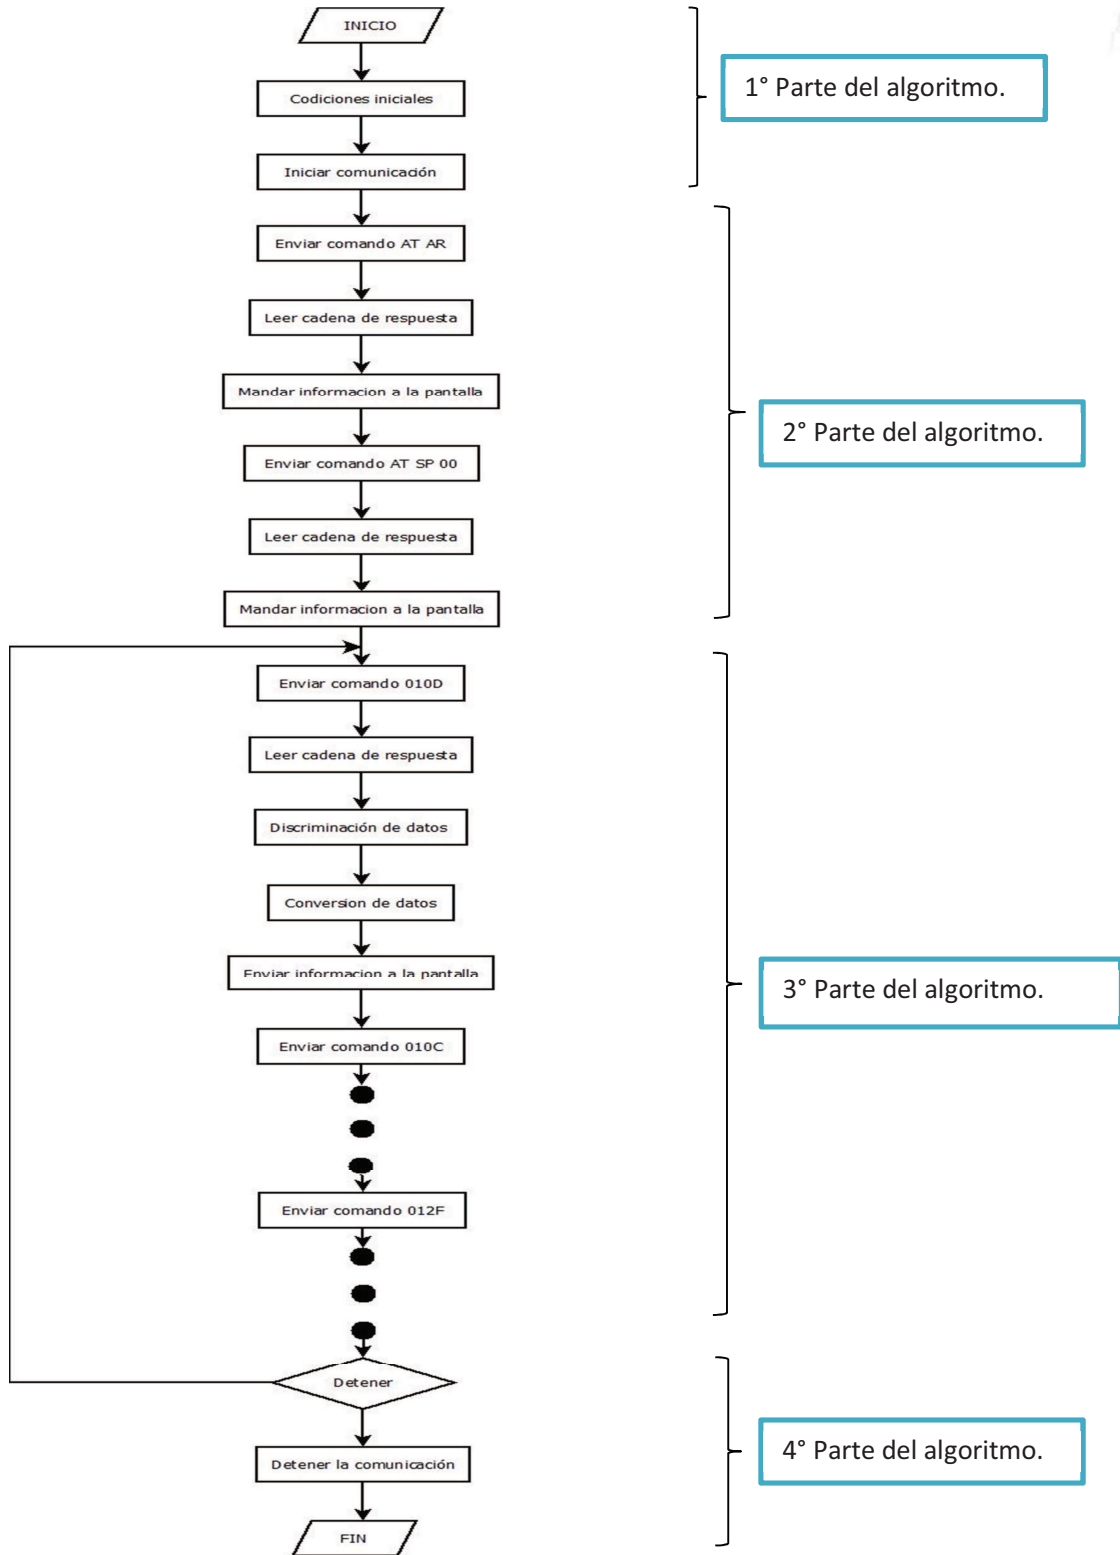 INICIO
Codiciones iniciales
1° Parte del algoritmo.
Iniciar comunicación
Enviar comando AT AR
Leer cadena de respuesta
Mandar informacion a la pantalla
2° Parte del algoritmo.
Enviar comando AT SP 00
Leer cadena de respuesta
Mandar informacion a la pantalla
Enviar comando 010D
Leer cadena de respuesta
Discriminación de datos
Conversion de datos
Enviar informacion a la pantalla
3° Parte del algoritmo.
Enviar comando 010C
Enviar comando 012F
Detener
4° Parte del algoritmo.
Detener la comunicación
FIN